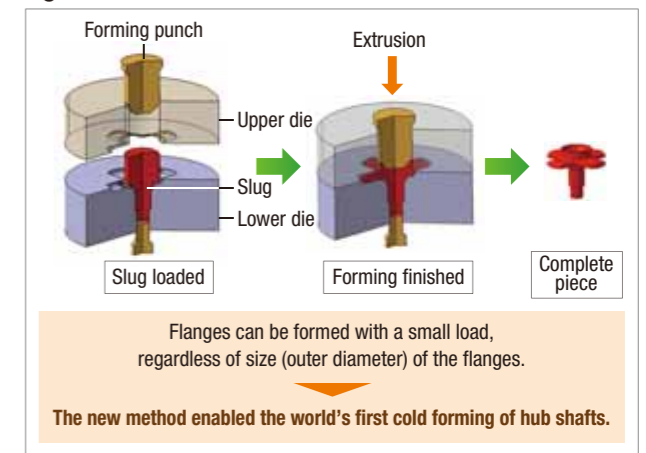 Forming punch
Extrusion
Upper die
Slug
Lower die
Slug loaded
Forming finished
Complete
piece
Flanges can be formed with a small load,
regardless of size (outer diameter) of the flanges.
The new method enabled the world's first cold forming of hub shafts.